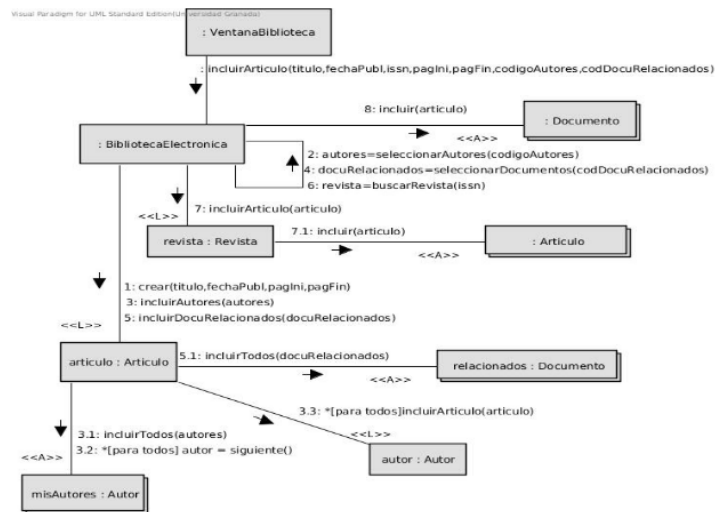 Visual Paradigm for UML Standard Edition(Universidad Granada)
: VentanaBiblioteca
: incluirArticulo(titulo,fechaPubl,issn,pagIni,pagFin,codigoAutores,codDocuRelacionados)
8: incluir(articulo)
: Documento
<<A>>
: BibliotecaElectronica
2: autores=seleccionarAutores(codigoAutores)
4: docuRelacionados=seleccionarDocumentos(codDocuRelacionados)
6: revista=buscarRevista(issn)
7: incluirArticulo(articulo)
<<L>>
revista : Revista
7.1: incluir(articulo)
: Articulo
<<A>>
1: crear(titulo,fechaPubl,pagIni,pagFin)
3: incluirAutores(autores)
5: incluirDocuRelacionados(docuRelacionados)
<<L>>
articulo : Articulo
5.1: incluirTodos(docuRelacionados)
relacionados : Documento
<<A>>
3.3: *[para todos]incluirArticulo(articulo)
3.1: incluirTodos(autores)
<<L>>
3.2: *[para todos] autor = siguiente()
<<A>>
autor : Autor
misAutores : Autor